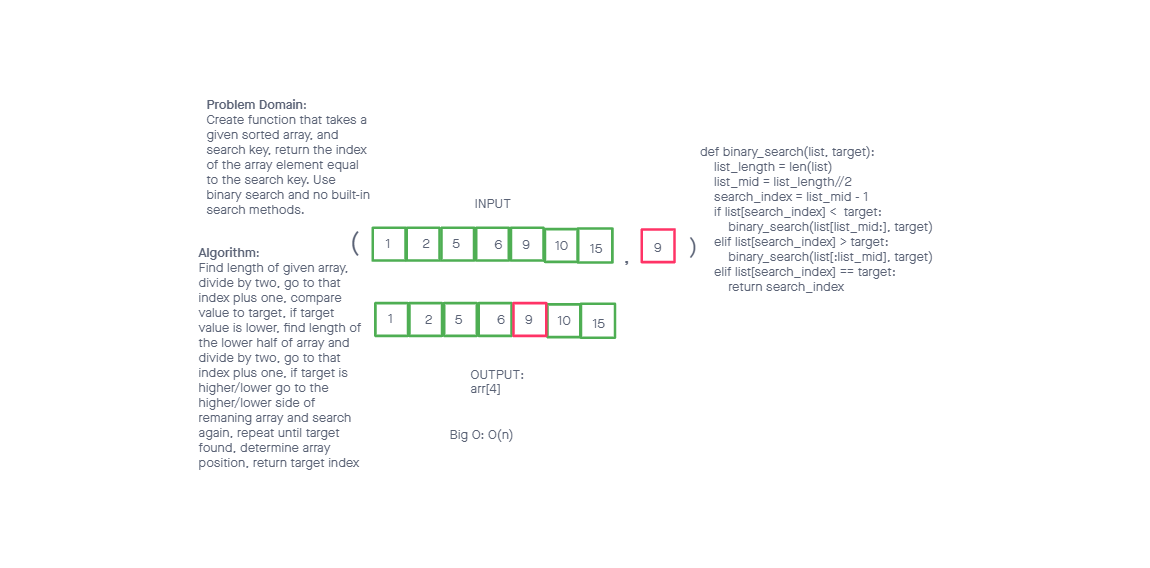 Problem Domain:
Create function that takes a
given sorted array, and
search key, return the index
of the array element equal
to the search key. Use
binary search and no built-in
search methods.
Algorithm:
Find length of given array,
divide by two, go to that
index plus one, compare
value to target, if target
value is lower, find length of
the lower half of array and
divide by two, go to that
index plus one, if target is
higher/lower go to the
higher/lower side of
remaning array and search
again, repeat until target
found, determine array
position, return target index
INPUT
( 1 2 5 6 9 10 15 , 9 )
1 2 5 6 9 10 15
OUTPUT:
arr[4]
Big O: O(n)
def binary_search(list, target):
list_length = len(list)
list_mid = list_length//2
search_index = list_mid - 1
if list[search_index] < target:
binary_search(list[list_mid:], target)
elif list[search_index] > target:
binary_search(list[:list_mid], target)
elif list[search_index] == target:
return search_index